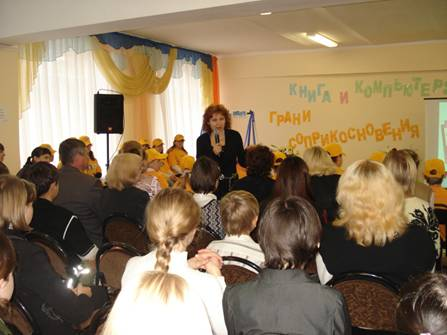 КНИГА И КОМПЬЮТЕР:
ГРАНИ
СОПРИКОСНОВЕНИЯ